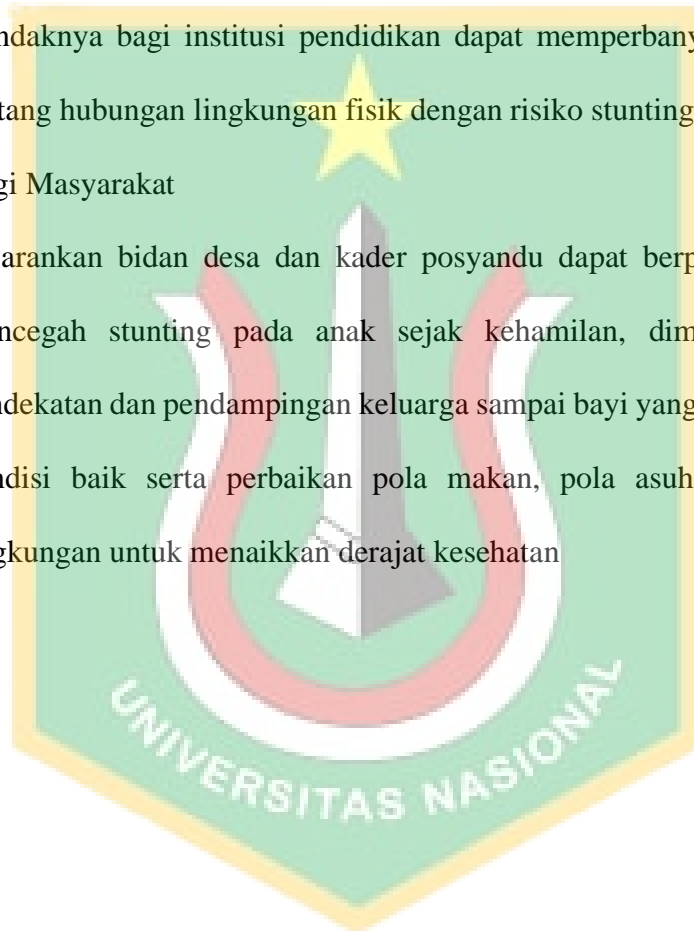 ndaknya bagi institusi pendidikan dapat memperbany
tang hubungan lingkungan fisik dengan risiko stunting
gi Masyarakat
arankan bidan desa dan kader posyandu dapat berp
ncegah stunting pada anak sejak kehamilan, dim
ndekatan dan pendampingan keluarga sampai bayi yang
ndisi baik serta perbaikan pola makan, pola asuh
gkungan untuk menaikkan derajat kesehatan
UNIVERSITAS NASIONAL